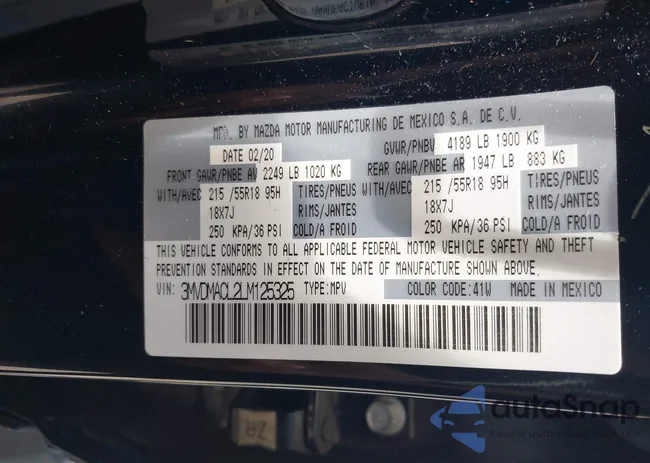 MFD. BY MAZDA MOTOR MANUFACTURING DE MEXICO S.A. DE C.V.
DATE 02/20 GVWR/PNBV 4189 LB 1900 KG
FRONT GAWR/PNBE AV 2249 LB 1020 KG REAR GAWR/PNBE AR 1947 LB 883 KG
WITH/AVEC 215 /55R18 95H TIRES/PNEUS WITH/AVEC 215 /55R18 95H TIRES/PNEUS
18X7J RIMS/JANTES 18X7J RIMS/JANTES
250 KPA/36 PSI COLD/A FROID 250 KPA/36 PSI COLD/A FROID
THIS VEHICLE CONFORMS TO ALL APPLICABLE FEDERAL MOTOR VEHICLE SAFETY AND THEFT
PREVENTION STANDARDS IN EFFECT ON THE DATE OF MANUFACTURE SHOWN ABOVE.
VIN: 3MVDMACL2LM125325 TYPE:MPV COLOR CODE:41W MADE IN MEXICO
ZR
autoSnap